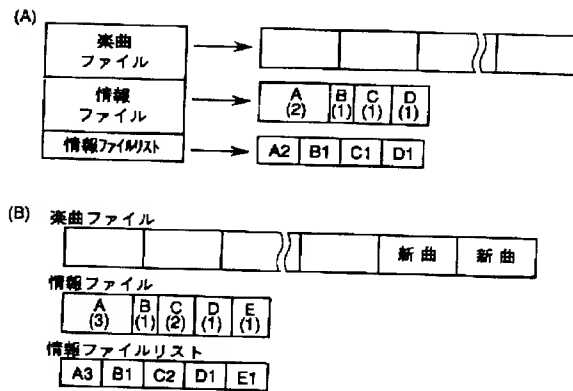 (A)
楽曲
ファイル
情報
ファイル
情報ファイルリスト
A B C D
(2) (1) (1) (1)
A2 B1 C1 D1
(B)
楽曲ファイル
新曲 新曲
情報ファイル
A B C D E
(3) (1) (2) (1) (1)
情報ファイルリスト
A3 B1 C2 D1 E1